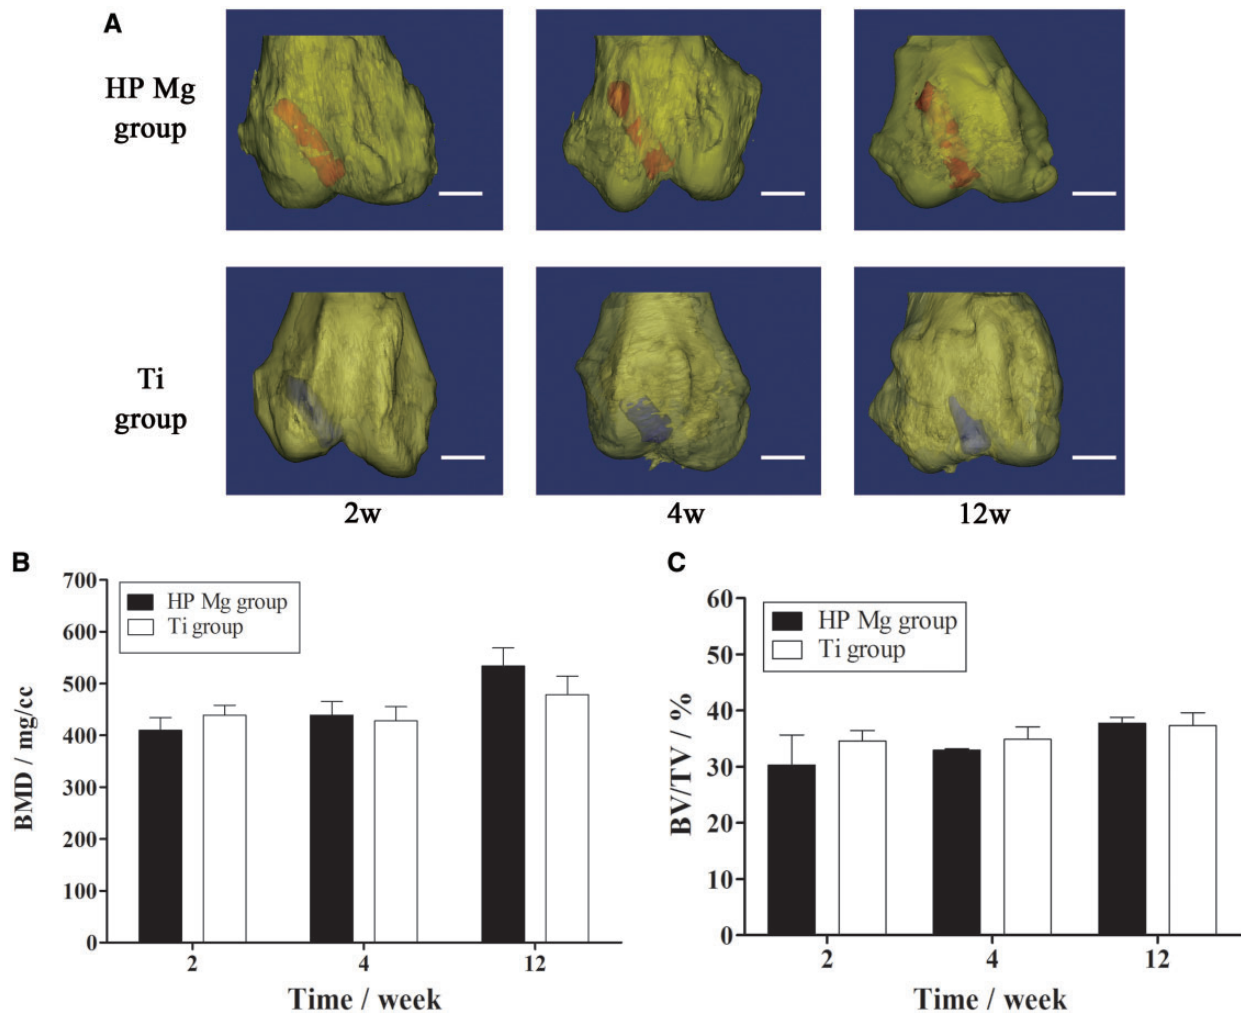 A
HP Mg
group
Ti
group
2w
4w
12w
B
700
600
500
400
300
200
100
0
BMD / mg/cc
HP Mg group
Ti group
2
4
12
Time / week
C
60
50
40
30
20
10
0
BV/TV / %
HP Mg group
Ti group
2
4
12
Time / week